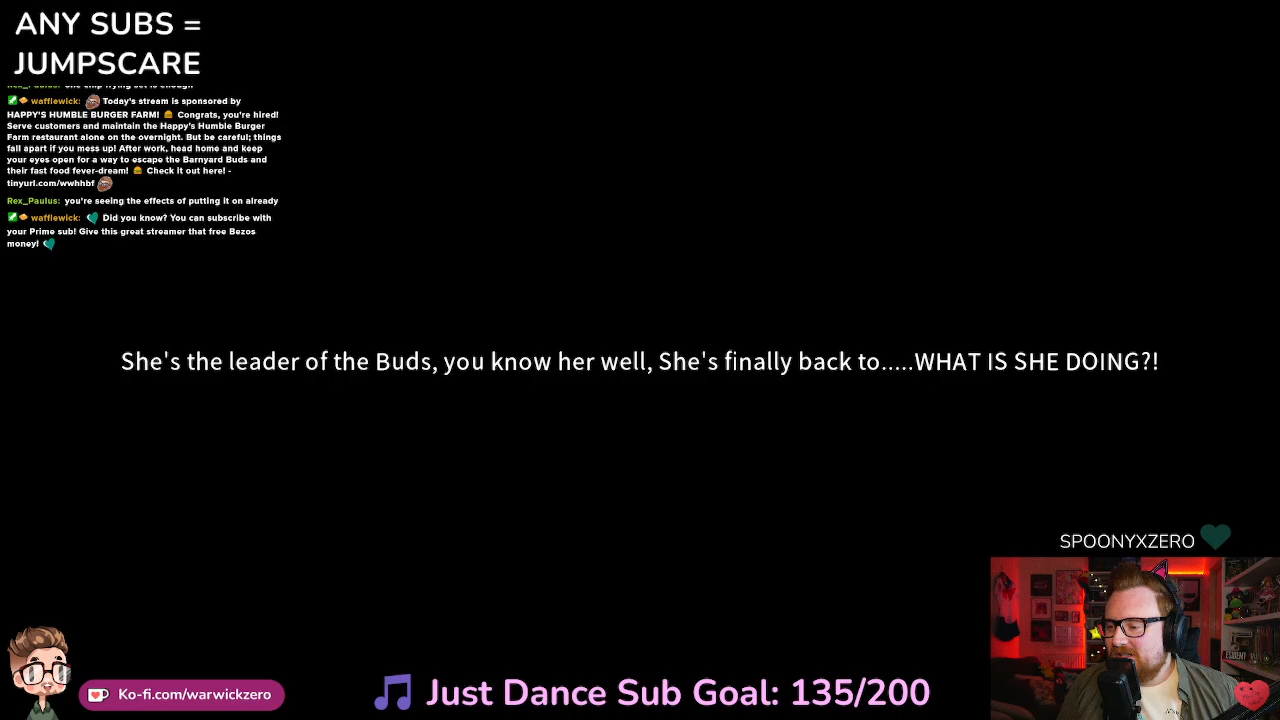 ANY SUBS =
JUMPSCARE
wafflewick: Today's stream is sponsored by
HAPPY'S HUMBLE BURGER FARM! Congrats, you're hired!
Serve customers and maintain the Happy's Humble Burger
Farm restaurant alone on the overnight. But be careful; things
fall apart if you mess up! After work, head home and keep
your eyes open for a way to escape the Barnyard Buds and
their fast food fever-dream! Check it out here! -
tinyurl.com/wwhhbf
Rex_Paulus: you're seeing the effects of putting it on already
wafflewick: Did you know? You can subscribe with
your Prime sub! Give this great streamer that free Bezos
money!
She's the leader of the Buds, you know her well, She's finally back to.....WHAT IS SHE DOING?!
SPOONYXZERO
Ko-fi.com/warwickzero
Just Dance Sub Goal: 135/200